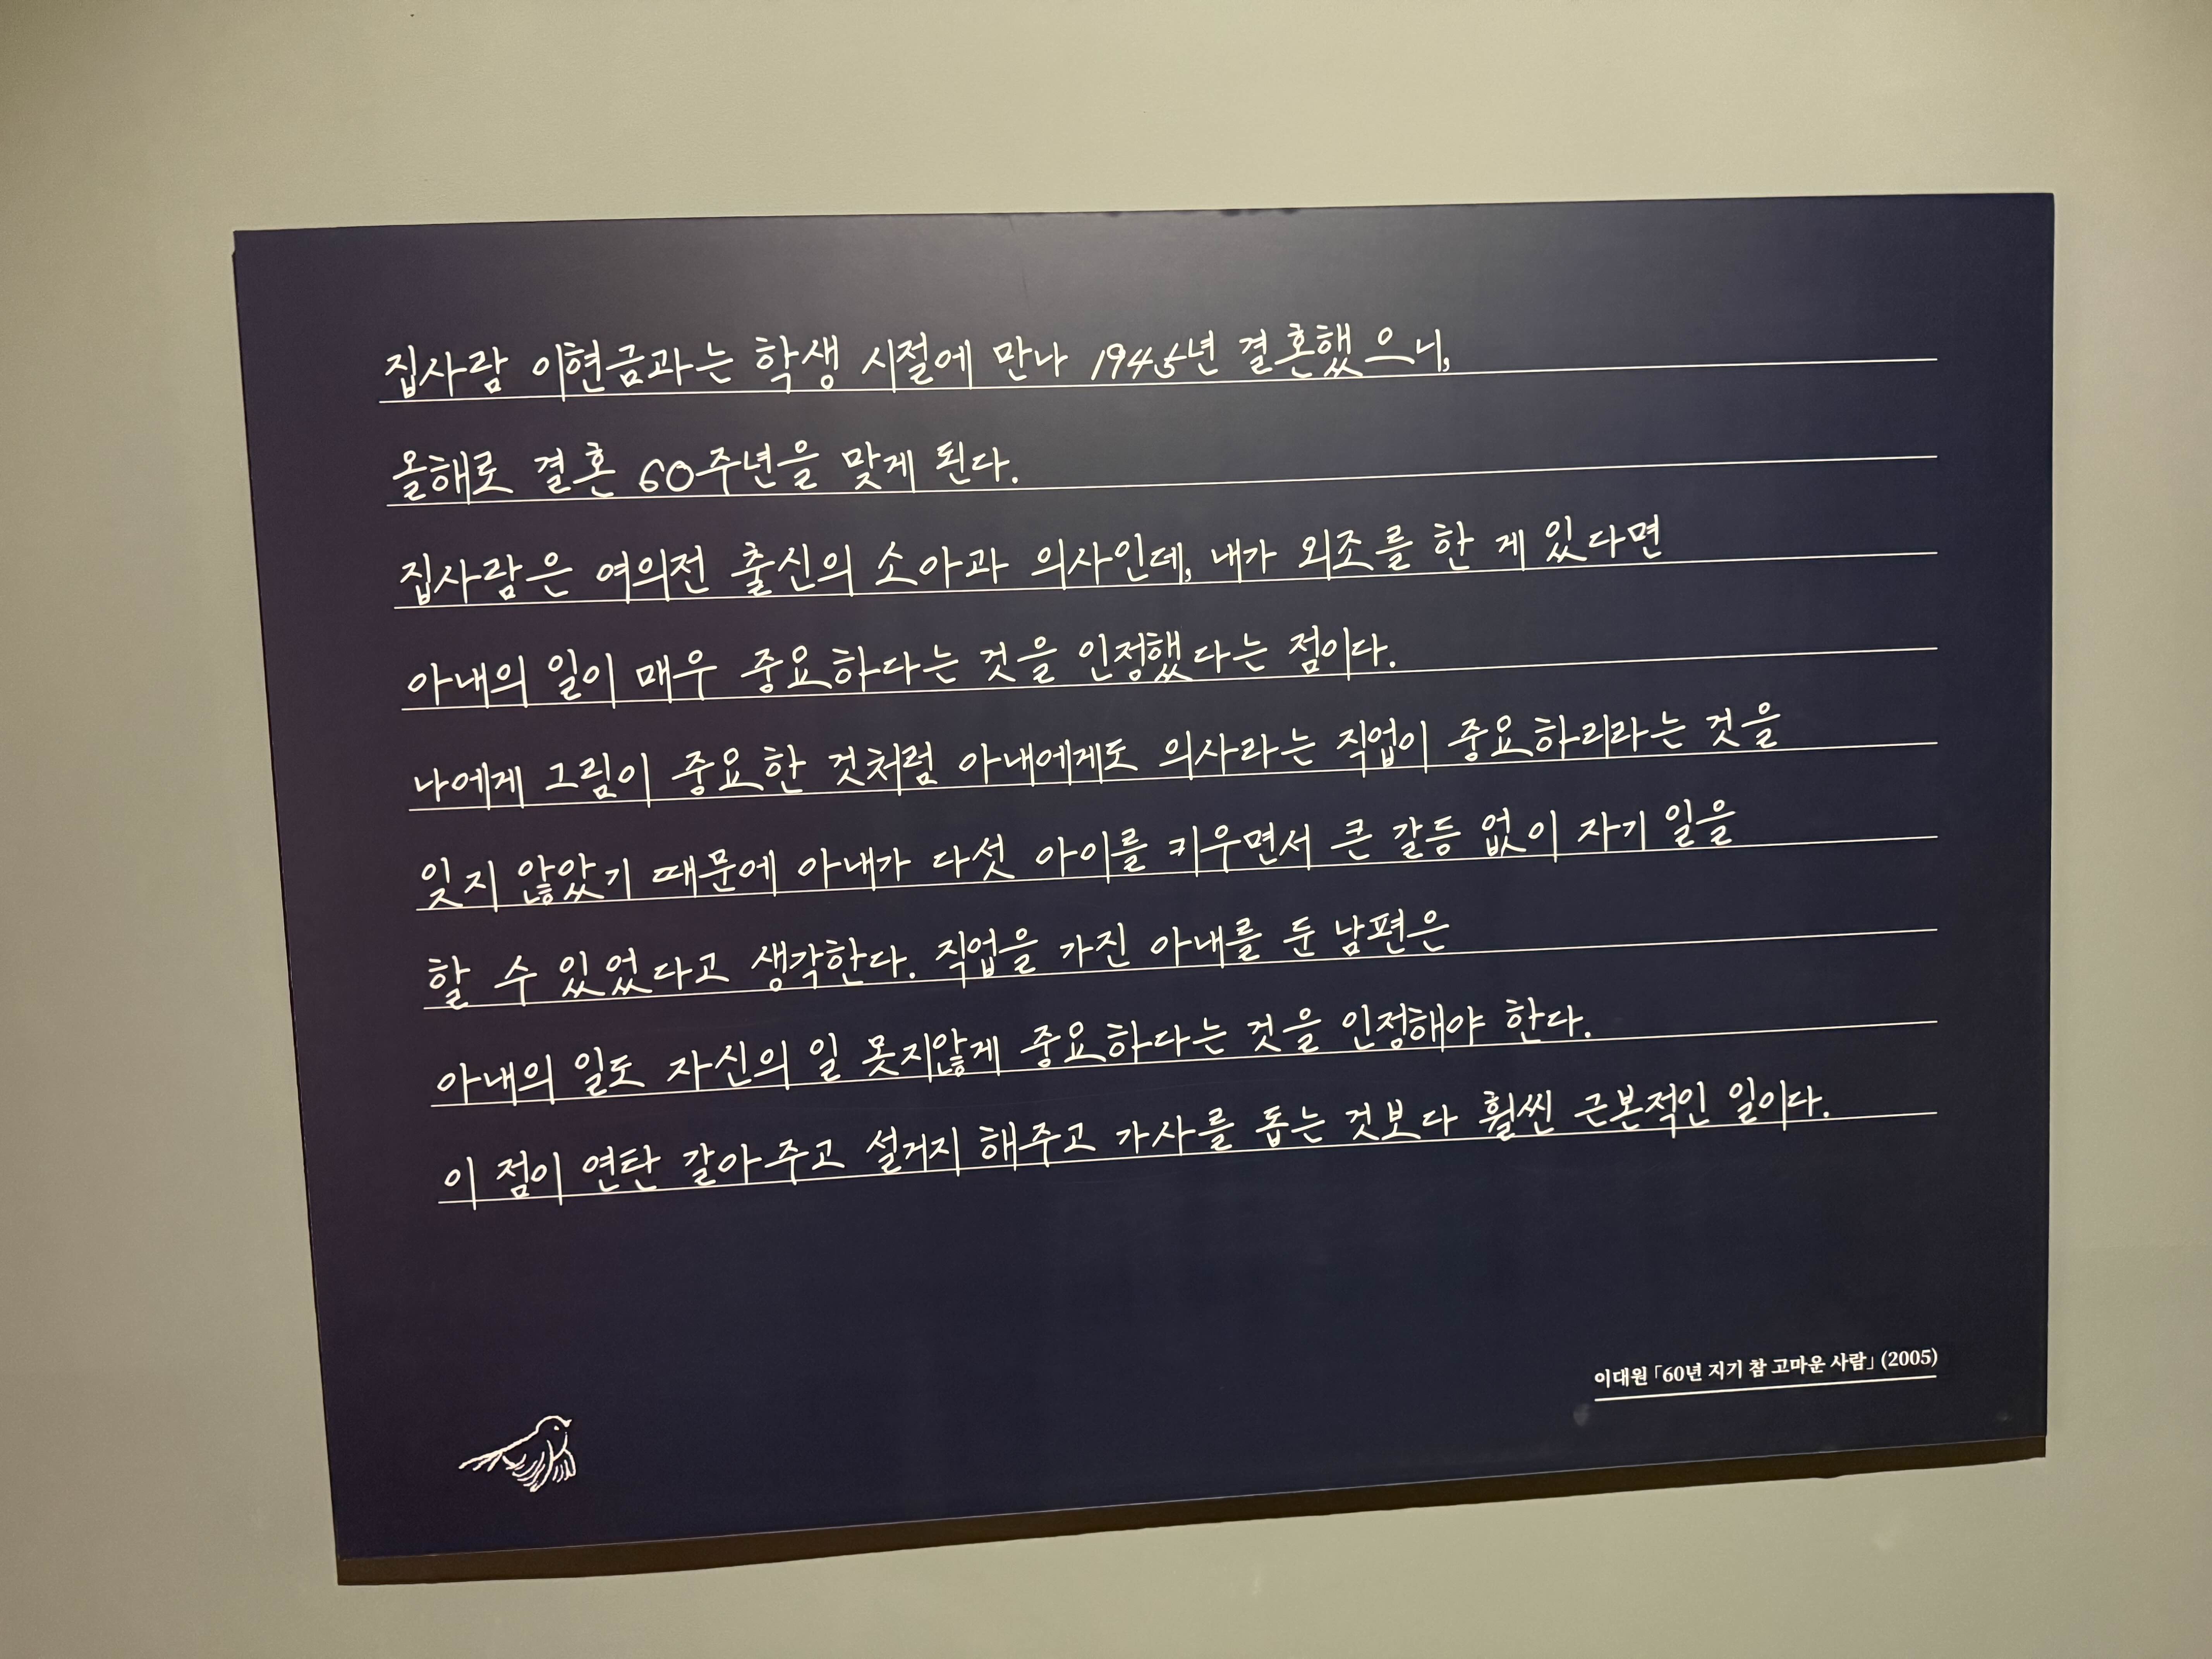 집사람 이현금과는 학생 시절에 만나 1945년 결혼했으니,
올해로 결혼 60주년을 맞게 된다.
집사람은 여의전 출신의 소아과 의사인데, 내가 외조를 한 게 있다면
아내의 일이 매우 중요하다는 것을 인정했다는 점이다.
나에게 그림이 중요한 것처럼 아내에게도 의사라는 직업이 중요하리라는 것을
잊지 않았기 때문에 아내가 다섯 아이를 키우면서 큰 갈등 없이 자기 일을
할 수 있었다고 생각한다. 직업을 가진 아내를 둔 남편은
아내의 일도 자신의 일 못지않게 중요하다는 것을 인정해야 한다.
이 점이 연탄 갈아주고 설거지 해주고 가사를 돕는 것보다 훨씬 근본적인 일이다.
이대원 「60년 지기 참 고마운 사람」 (2005)